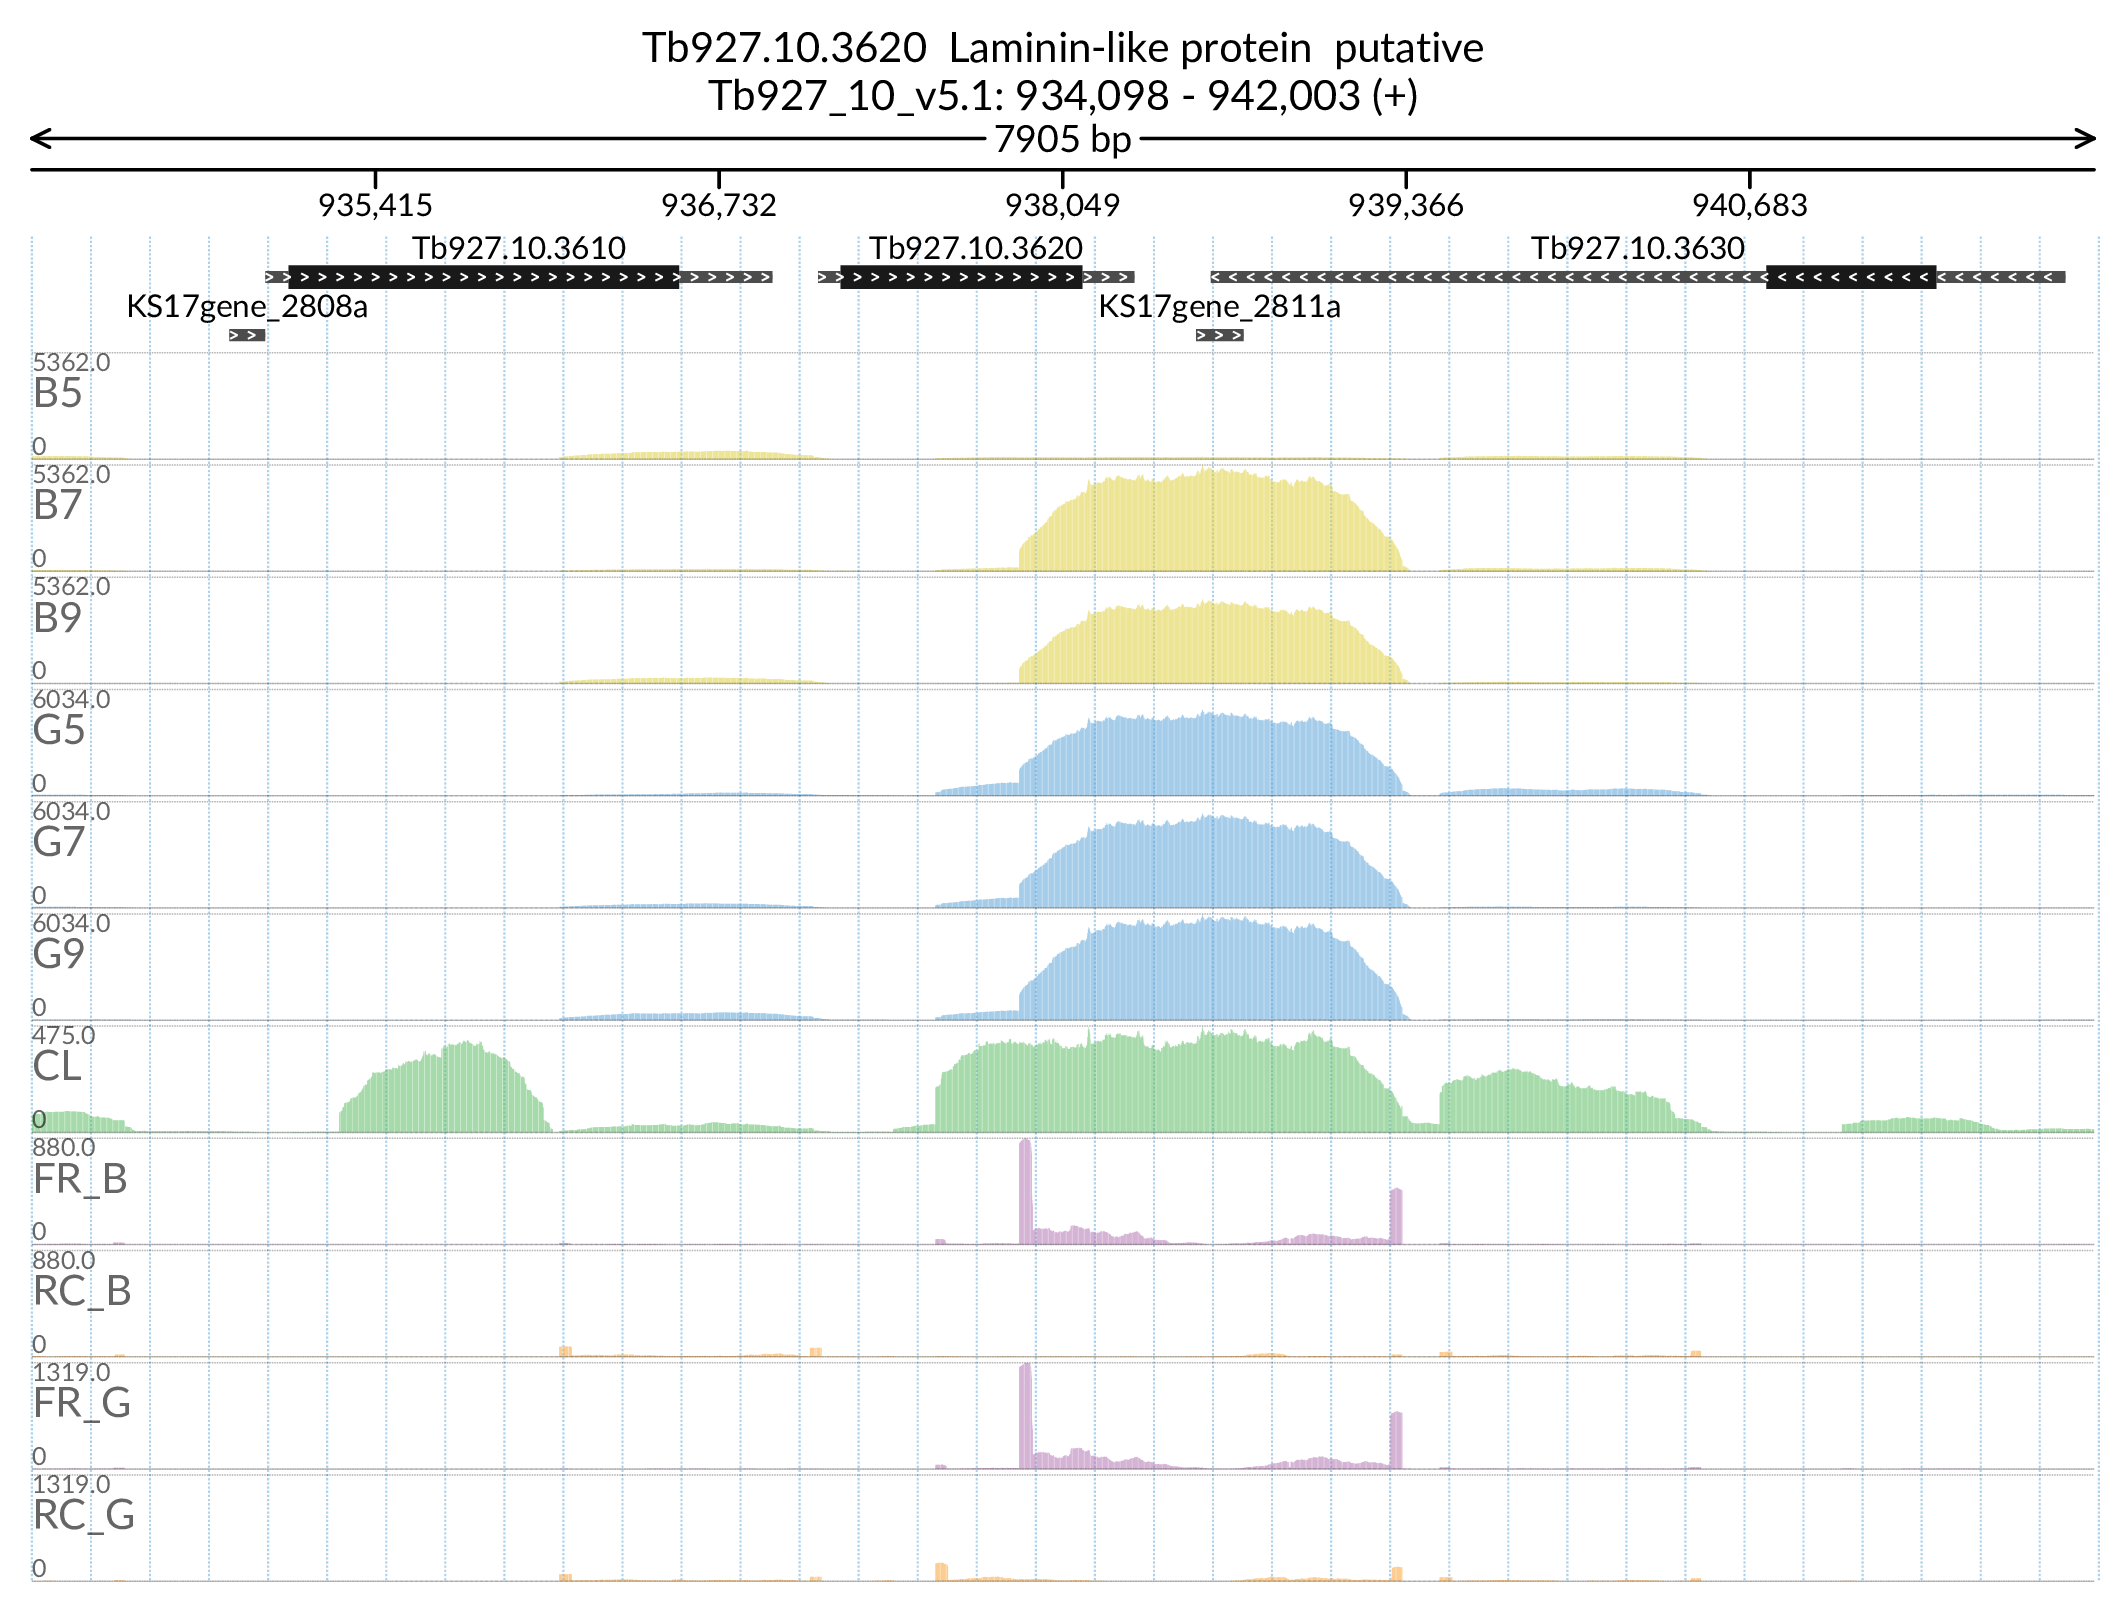 Tb927.10.3620  Laminin-like protein  putative
Tb927_10_v5.1: 934,098 - 942,003 (+)
7905 bp
935,415 936,732 938,049 939,366 940,683
Tb927.10.3610 Tb927.10.3620 Tb927.10.3630
KS17gene_2808a KS17gene_2811a
5362.0
B5
0
5362.0
B7
0
5362.0
B9
0
6034.0
G5
0
6034.0
G7
0
6034.0
G9
0
475.0
CL
0
880.0
FR_B
0
880.0
RC_B
0
1319.0
FR_G
0
1319.0
RC_G
0